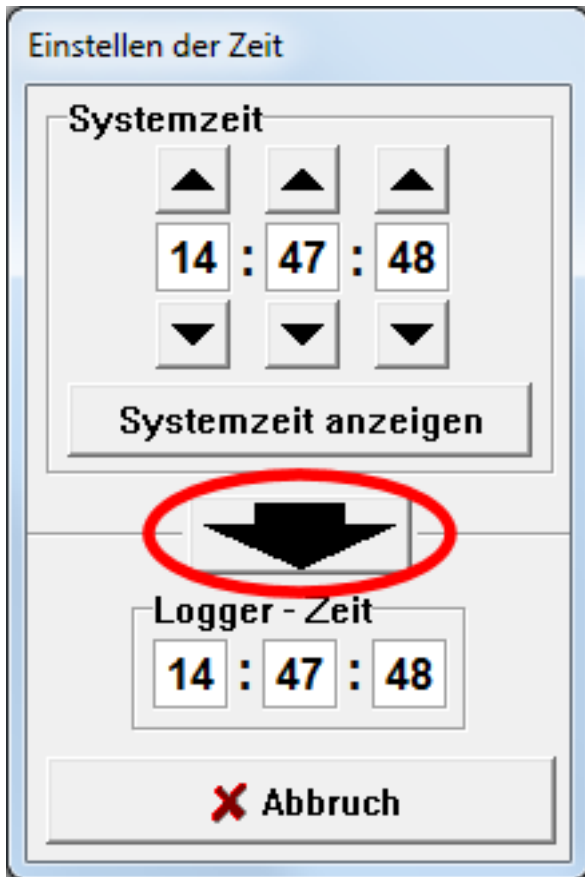 Einstellen der Zeit
Systemzeit
14 : 47 : 48
Systemzeit anzeigen
Logger - Zeit
14 : 47 : 48
Abbruch